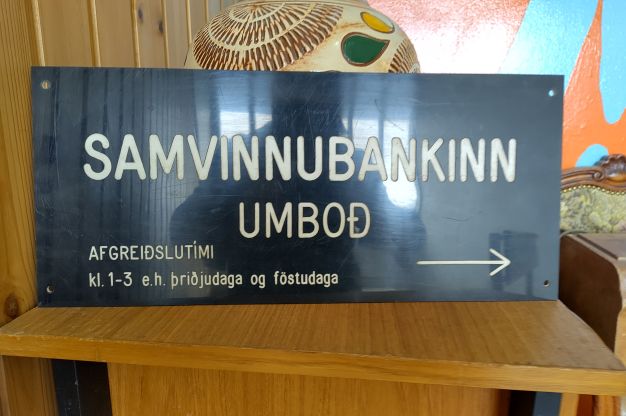 SAMVINNUBANKINN
UMBOÐ
AFGREIÐSLUTÍMI
kl. 1-3 e.h. þriðjudaga og föstudaga